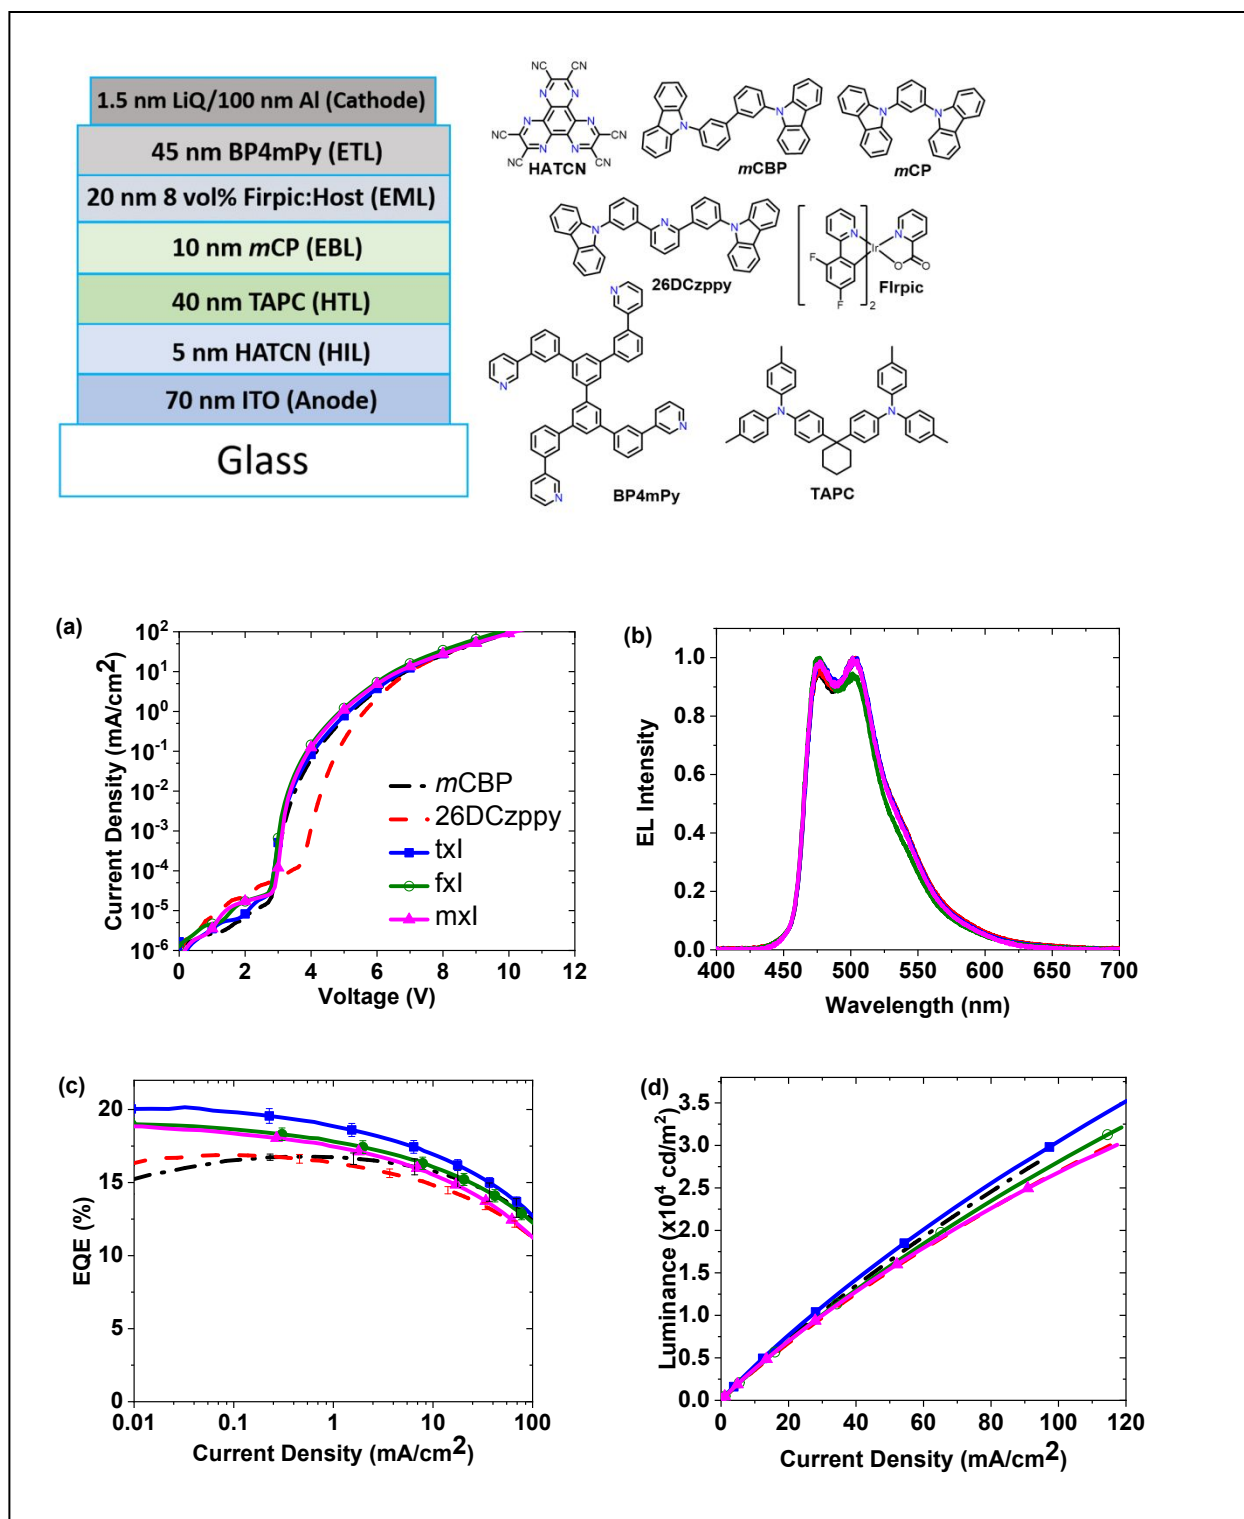 1.5 nm LiQ/100 nm Al (Cathode)
45 nm BP4mPy (ETL)
20 nm 8 vol% Firpic:Host (EML)
10 nm mCP (EBL)
40 nm TAPC (HTL)
5 nm HATCN (HIL)
70 nm ITO (Anode)
Glass
NC CN
N N
NC N N CN
NC N N CN
CN CN
HATCN
N N
mCBP
N N
mCP
N N N
26DCzppy
N N
Ir
F O O
F 2
FIrpic
N
N
N
N
BP4mPy
N N
TAPC
(a)
Current Density (mA/cm2)
10^2
10^1
10^0
10^-1
10^-2
10^-3
10^-4
10^-5
10^-6
0 2 4 6 8 10 12
Voltage (V)
mCBP
26DCzppy
txl
fxl
mxl
(b)
EL Intensity
1.0
0.8
0.6
0.4
0.2
0.0
400 450 500 550 600 650 700
Wavelength (nm)
(c)
EQE (%)
20
15
10
5
0
0.01 0.1 1 10 100
Current Density (mA/cm2)
(d)
Luminance (x10^4 cd/m2)
3.5
3.0
2.5
2.0
1.5
1.0
0.5
0.0
0 20 40 60 80 100 120
Current Density (mA/cm2)